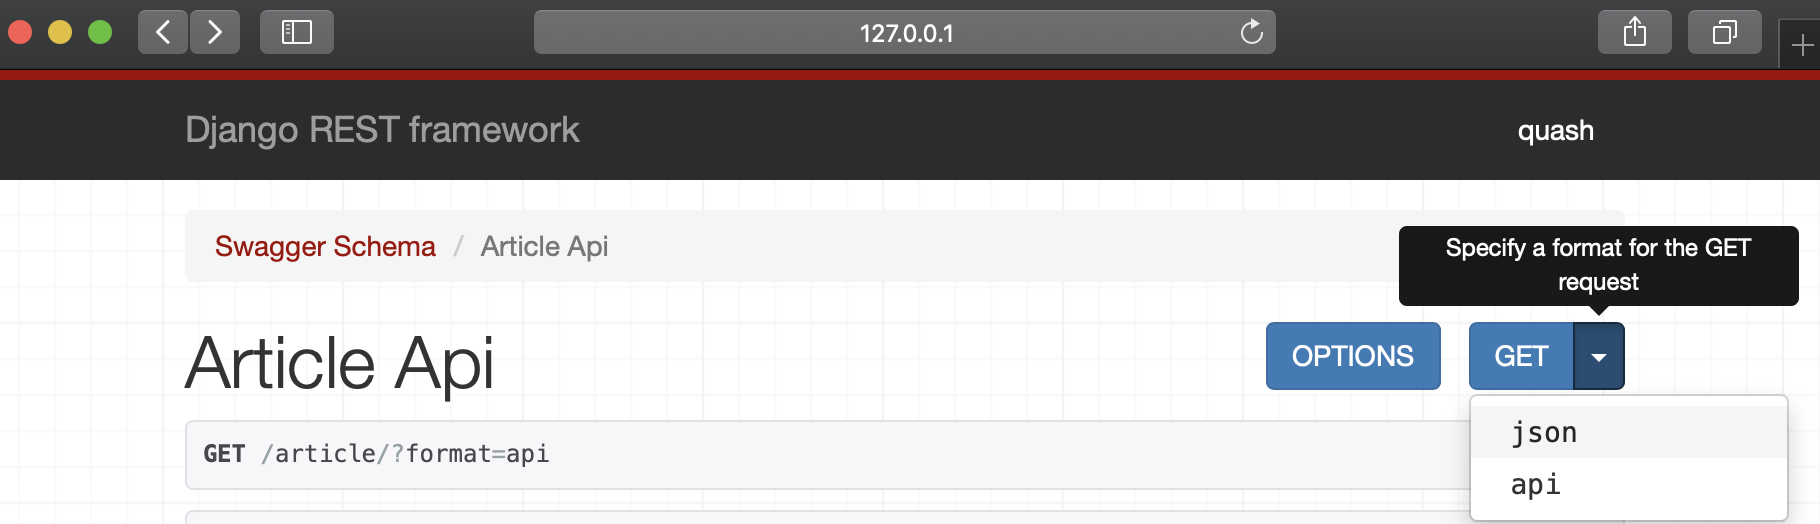 127.0.0.1
Django REST framework
quash
Swagger Schema / Article Api
Specify a format for the GET
request
Article Api
OPTIONS
GET
GET /article/?format=api
json
api